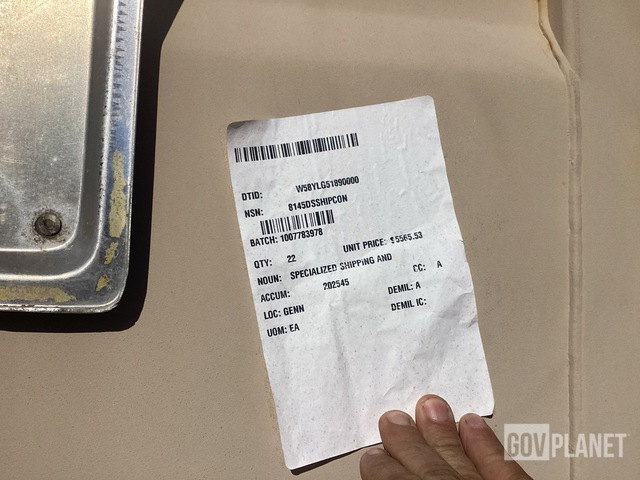 DTID: W58YLG51890000
NSN: 8145DSSHIPCON
BATCH: 1007783978
QTY: 22 UNIT PRICE: $5565.53
NOUN: SPECIALIZED SHIPPING AND
ACCUM: 202545 CC: A
LOC: GENN DEMIL: A
UOM: EA DEMIL IC:
GOVPLANET